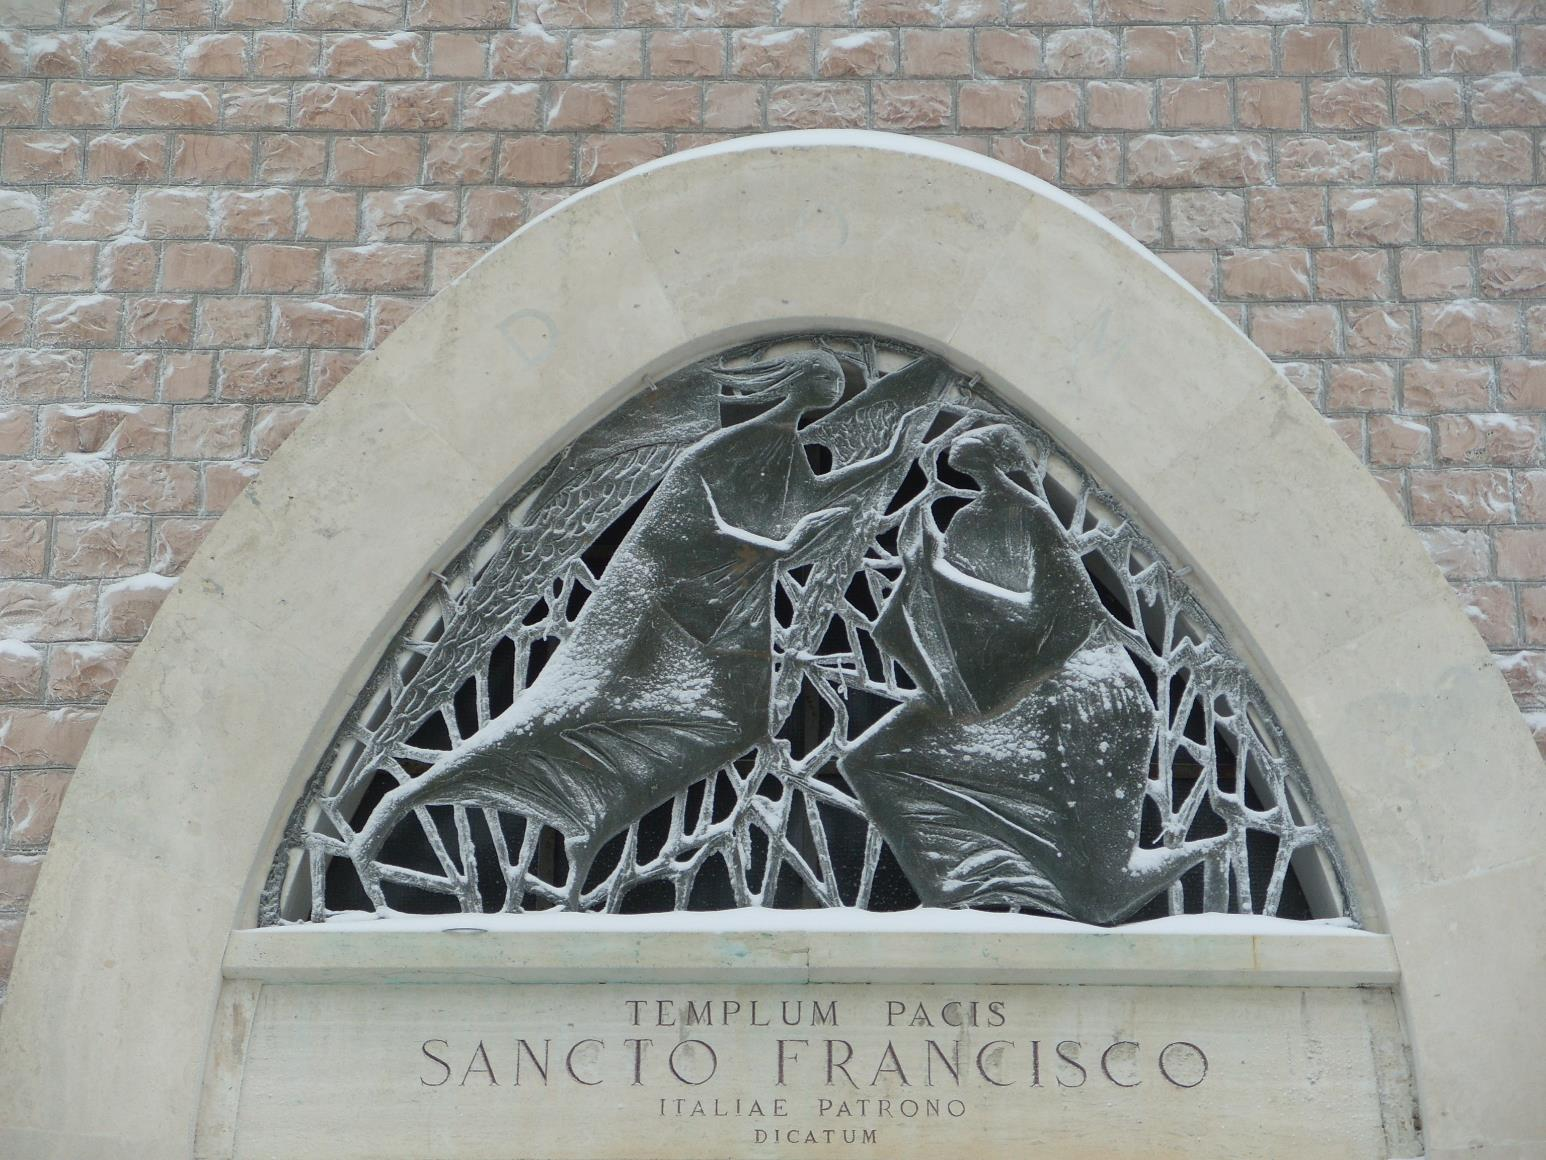 D O M
TEMPLUM PACIS
SANCTO FRANCISCO
ITALIAE PATRONO
DICATUM